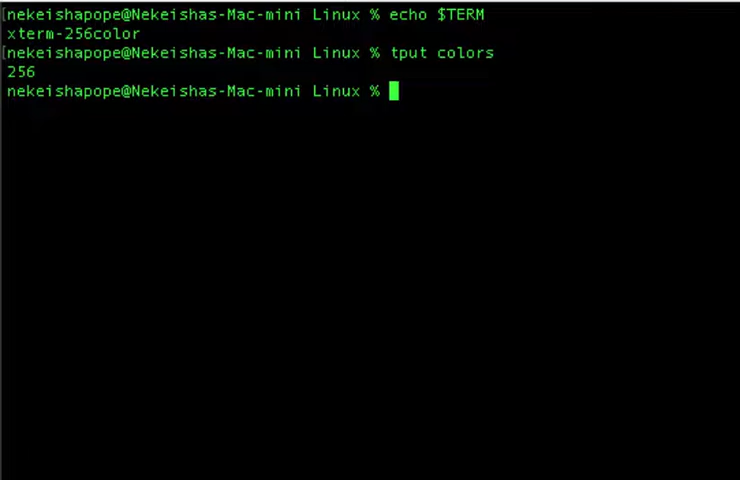 [nekeishapope@Nekeishas-Mac-mini Linux % echo $TERM
xterm-256color
[nekeishapope@Nekeishas-Mac-mini Linux % tput colors
256
nekeishapope@Nekeishas-Mac-mini Linux %